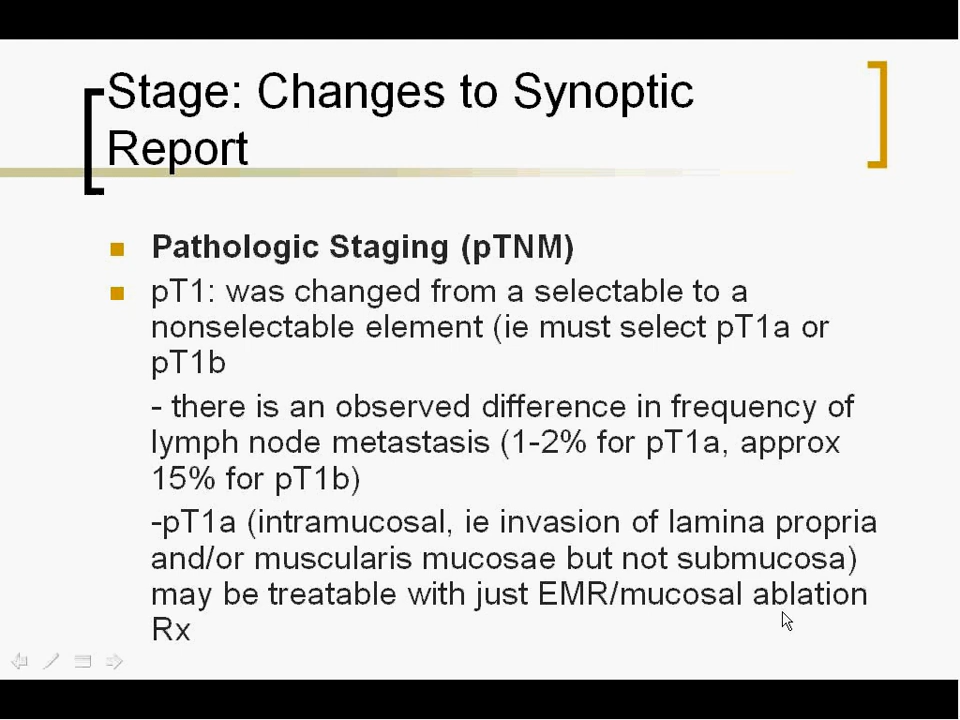 Stage: Changes to Synoptic
Report
Pathologic Staging (pTNM)
pT1: was changed from a selectable to a
nonselectable element (ie must select pT1a or
pT1b
- there is an observed difference in frequency of
lymph node metastasis (1-2% for pT1a, approx
15% for pT1b)
-pT1a (intramucosal, ie invasion of lamina propria
and/or muscularis mucosae but not submucosa)
may be treatable with just EMR/mucosal ablation
Rx